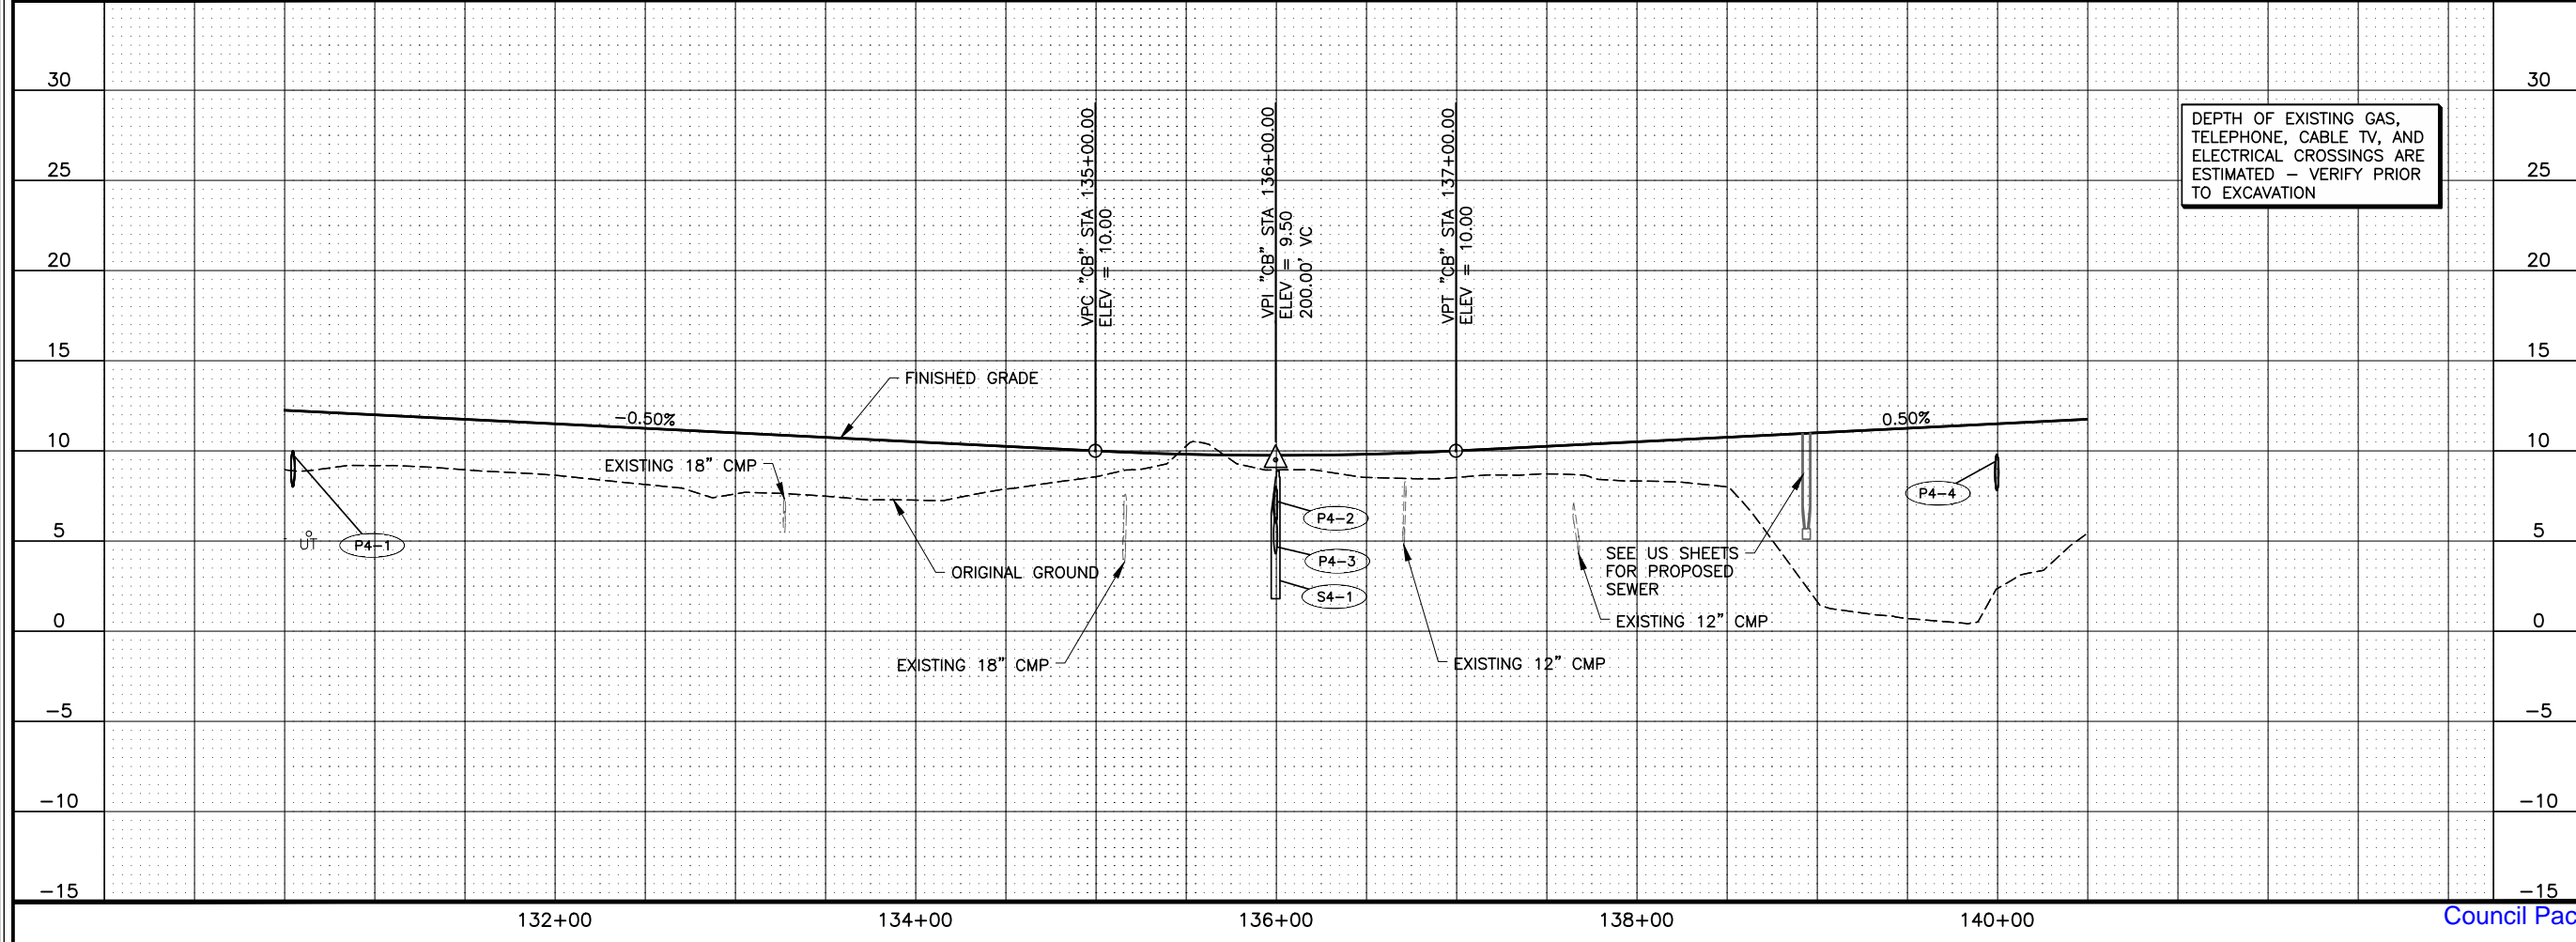 30
30
25
25
20
20
15
15
10
10
5
5
0
0
-5
-5
-10
-10
-15
-15
VPC "CB" STA 135+00.00
ELEV = 10.00
VPI "CB" STA 136+00.00
ELEV = 9.50
200.00' VC
VPT "CB" STA 137+00.00
ELEV = 10.00
DEPTH OF EXISTING GAS,
TELEPHONE, CABLE TV, AND
ELECTRICAL CROSSINGS ARE
ESTIMATED – VERIFY PRIOR
TO EXCAVATION
FINISHED GRADE
-0.50%
0.50%
EXISTING 18" CMP
P4-1
UT
ORIGINAL GROUND
EXISTING 18" CMP
P4-2
P4-3
S4-1
EXISTING 12" CMP
SEE US SHEETS
FOR PROPOSED
SEWER
EXISTING 12" CMP
P4-4
132+00
134+00
136+00
138+00
140+00
Council Pac